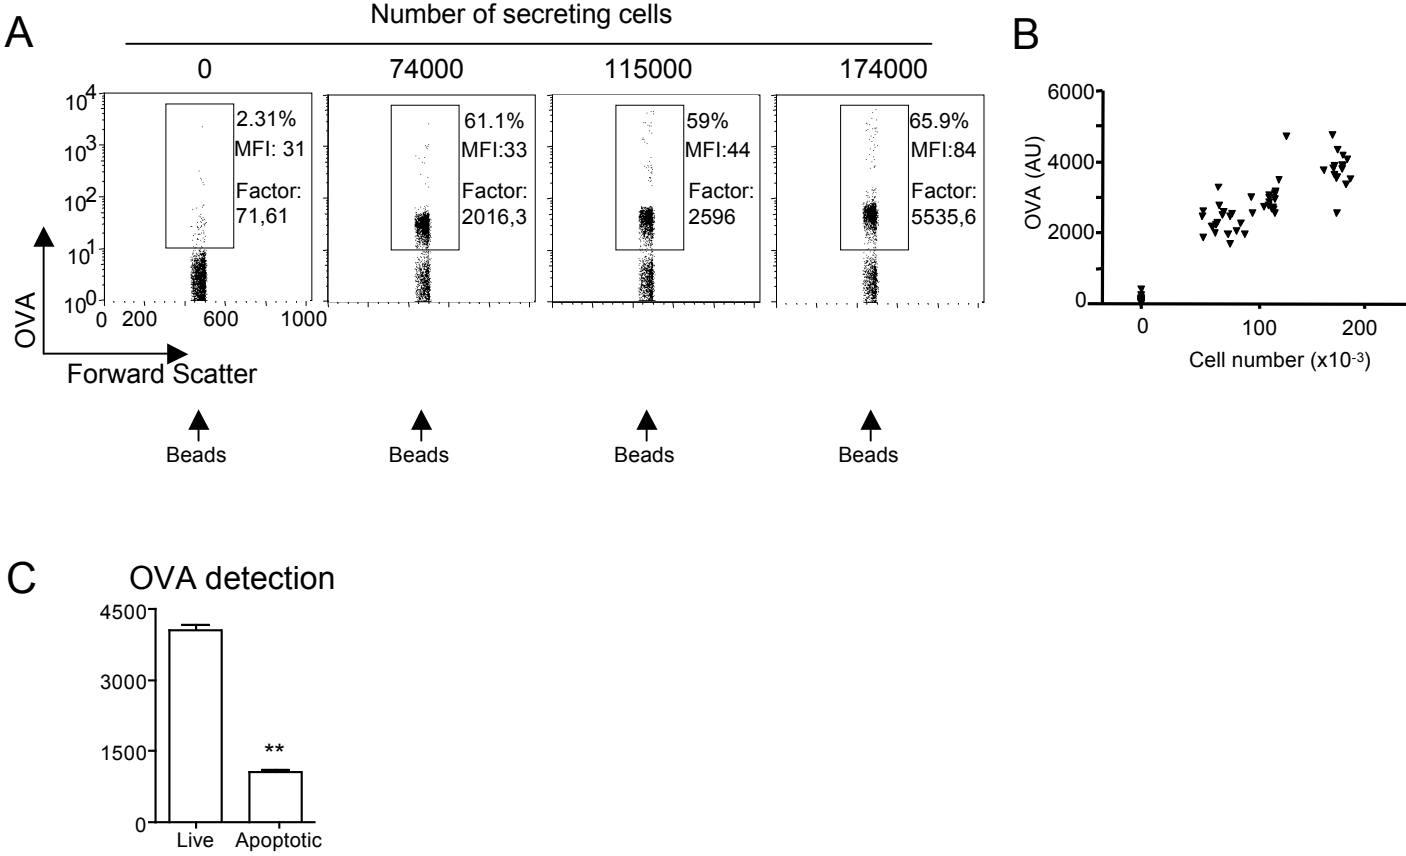 A
Number of secreting cells
0 74000 115000 174000
10^4
10^3
10^2
10^1
10^0
2.31%
MFI: 31
Factor:
71,61
61.1%
MFI:33
Factor:
2016,3
59%
MFI:44
Factor:
2596
65.9%
MFI:84
Factor:
5535,6
0 200 600 1000
OVA
Forward Scatter
Beads Beads Beads Beads
B
6000
4000
2000
0
OVA (AU)
0 100 200
Cell number (x10^-3)
C
OVA detection
4500
3000
1500
0
**
Live Apoptotic